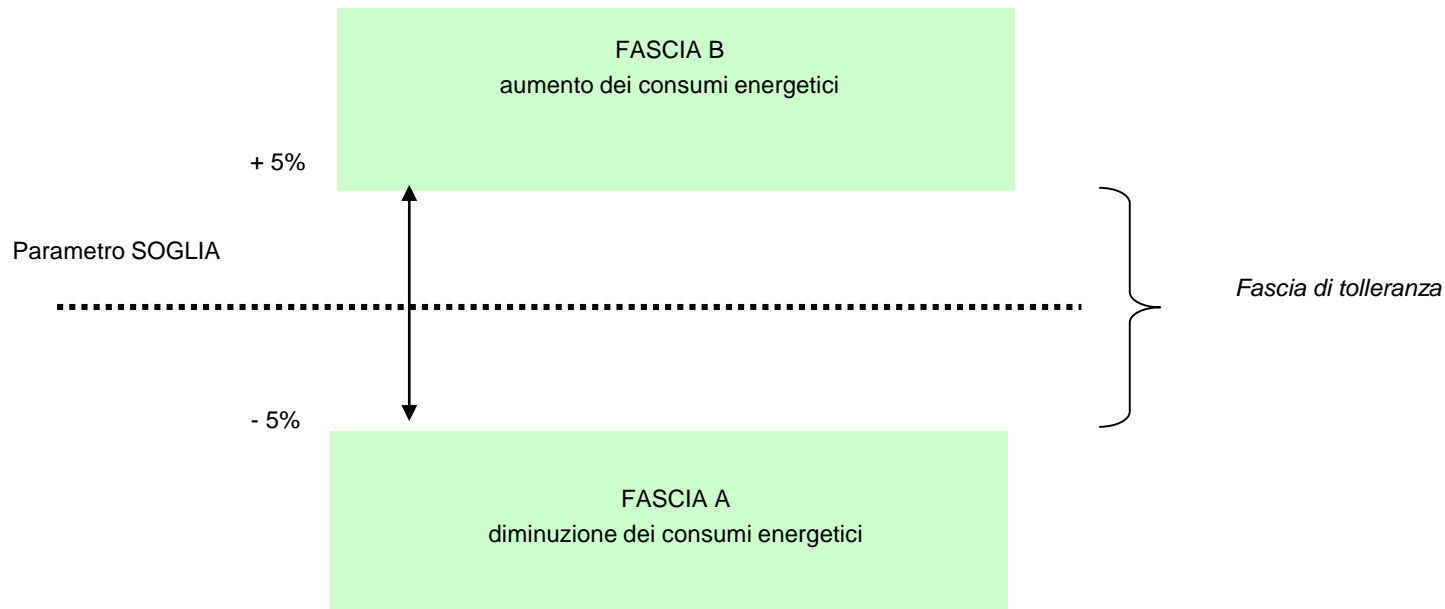 FASCIA B
aumento dei consumi energetici
+ 5%
Parametro SOGLIA
Fascia di tolleranza
- 5%
FASCIA A
diminuzione dei consumi energetici